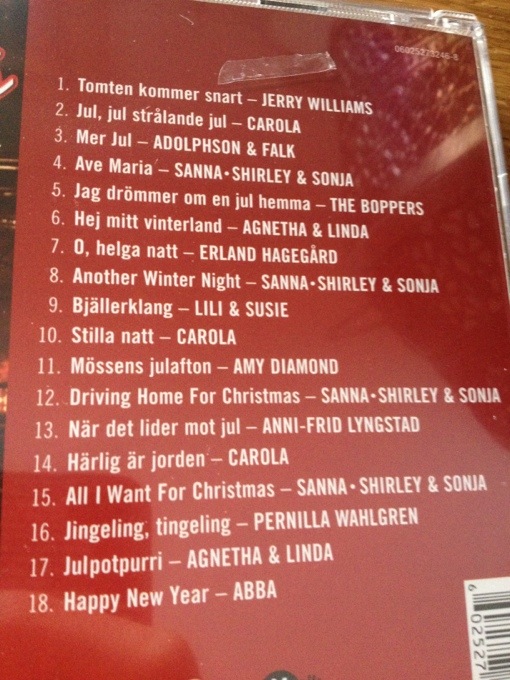 06025273246-8
1. Tomten kommer snart – JERRY WILLIAMS
2. Jul, jul strålande jul – CAROLA
3. Mer Jul – ADOLPHSON & FALK
4. Ave Maria – SANNA•SHIRLEY & SONJA
5. Jag drömmer om en jul hemma – THE BOPPERS
6. Hej mitt vinterland – AGNETHA & LINDA
7. O, helga natt – ERLAND HAGEGÅRD
8. Another Winter Night – SANNA•SHIRLEY & SONJA
9. Bjällerklang – LILI & SUSIE
10. Stilla natt – CAROLA
11. Mössens julafton – AMY DIAMOND
12. Driving Home For Christmas – SANNA•SHIRLEY & SONJA
13. När det lider mot jul – ANNI-FRID LYNGSTAD
14. Härlig är jorden – CAROLA
15. All I Want For Christmas – SANNA•SHIRLEY & SONJA
16. Jingeling, tingeling – PERNILLA WAHLGREN
17. Julpotpurri – AGNETHA & LINDA
18. Happy New Year – ABBA
6 02527